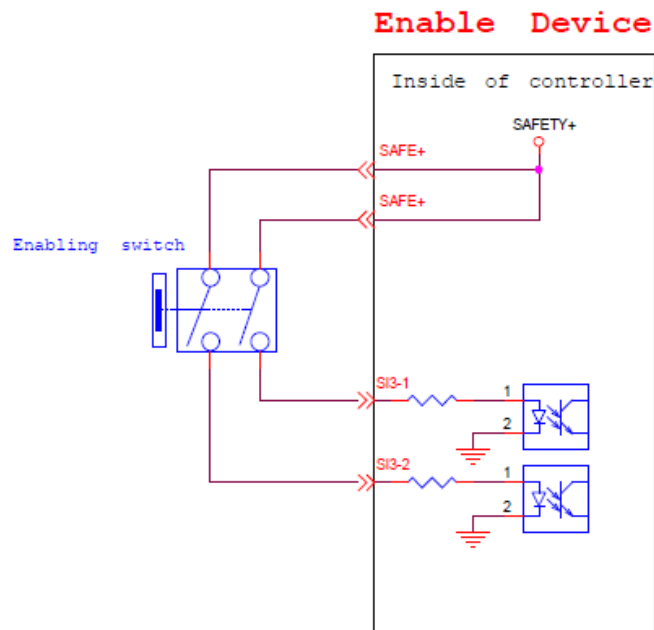 Enable Device
Inside of controller
SAFETY+
SAFE+
SAFE+
Enabling switch
SI3-1
1
2
SI3-2
1
2